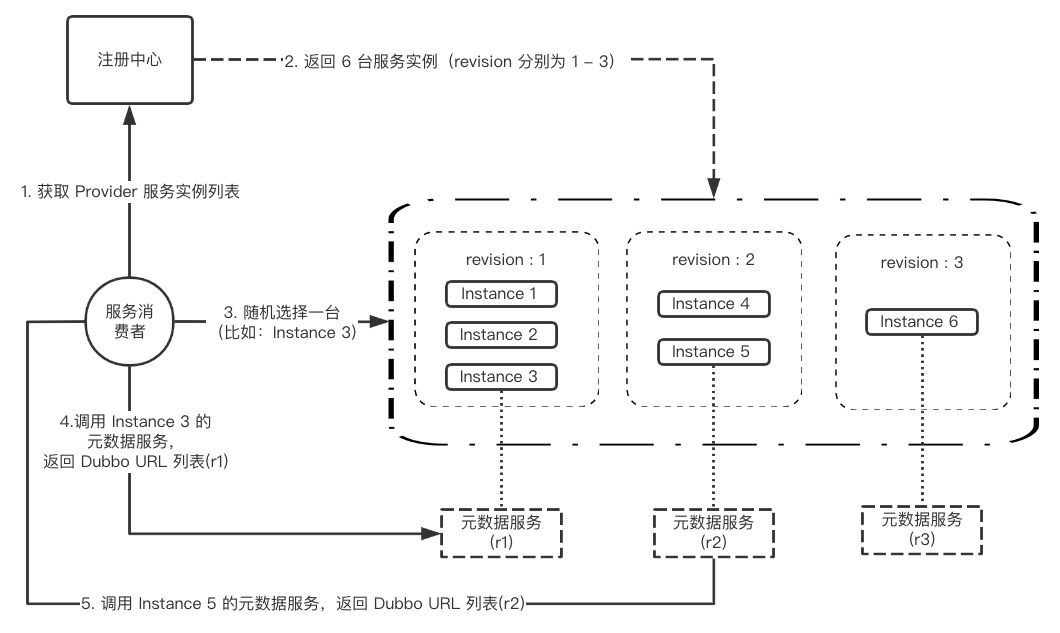 注册中心
2. 返回 6 台服务实例（revision 分别为 1 – 3）
1. 获取 Provider 服务实例列表
服务消
费者
3. 随机选择一台
(比如：Instance 3)
revision : 1
Instance 1
Instance 2
Instance 3
revision : 2
Instance 4
Instance 5
revision : 3
Instance 6
4.调用 Instance 3 的
元数据服务，
返回 Dubbo URL 列表(r1)
元数据服务
(r1)
元数据服务
(r2)
元数据服务
(r3)
5. 调用 Instance 5 的元数据服务，返回 Dubbo URL 列表(r2)